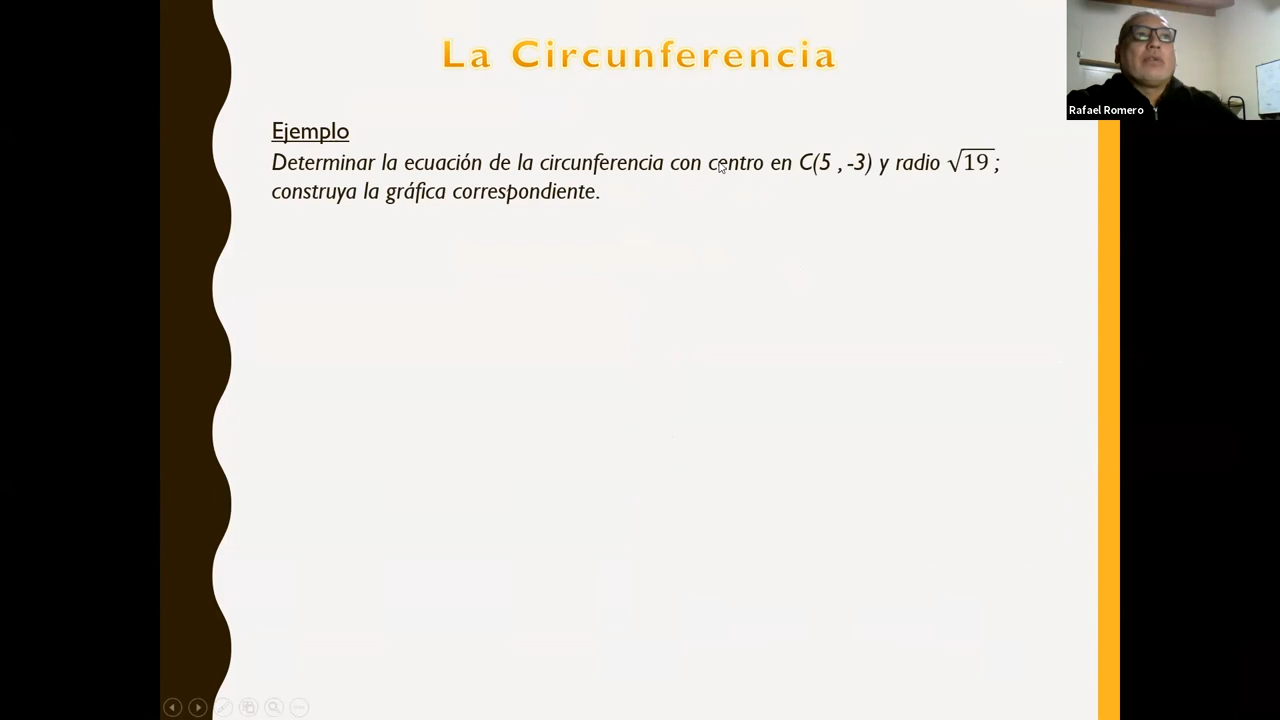 La Circunferencia
Rafael Romero
Ejemplo
Determinar la ecuación de la circunferencia con centro en C(5 , -3) y radio √19 ;
construya la gráfica correspondiente.